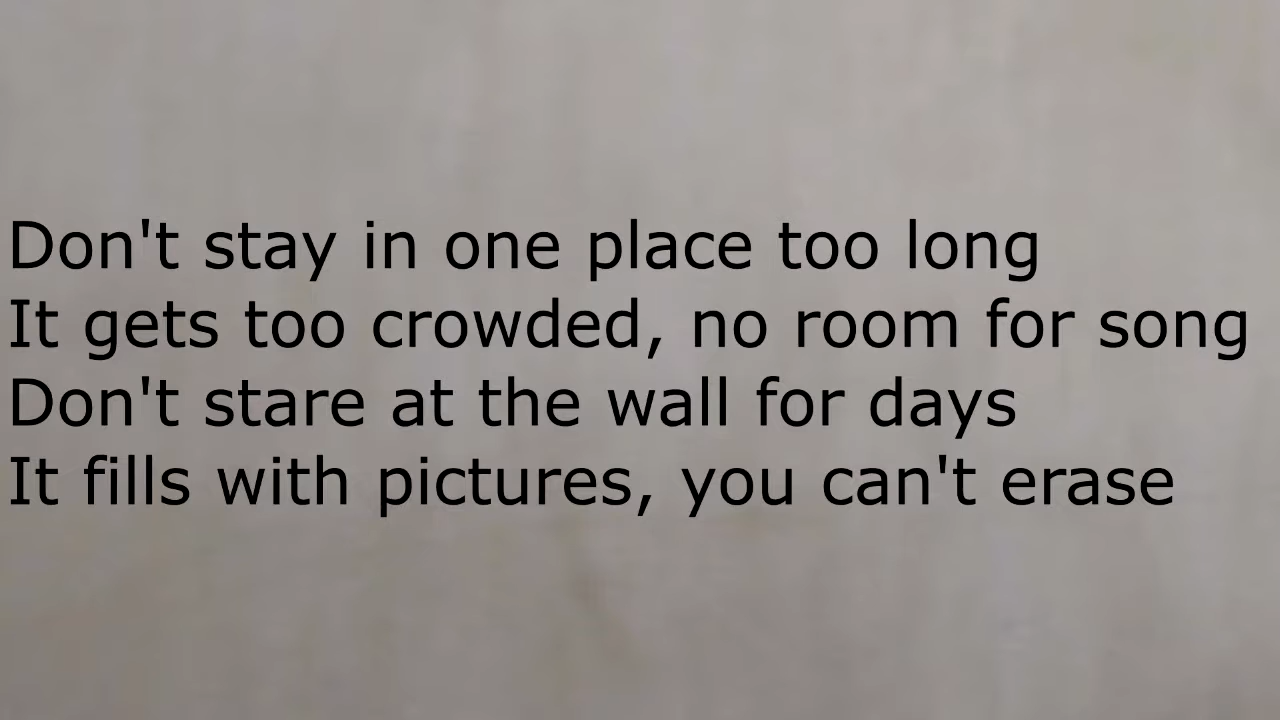 Don't stay in one place too long
It gets too crowded, no room for song
Don't stare at the wall for days
It fills with pictures, you can't erase